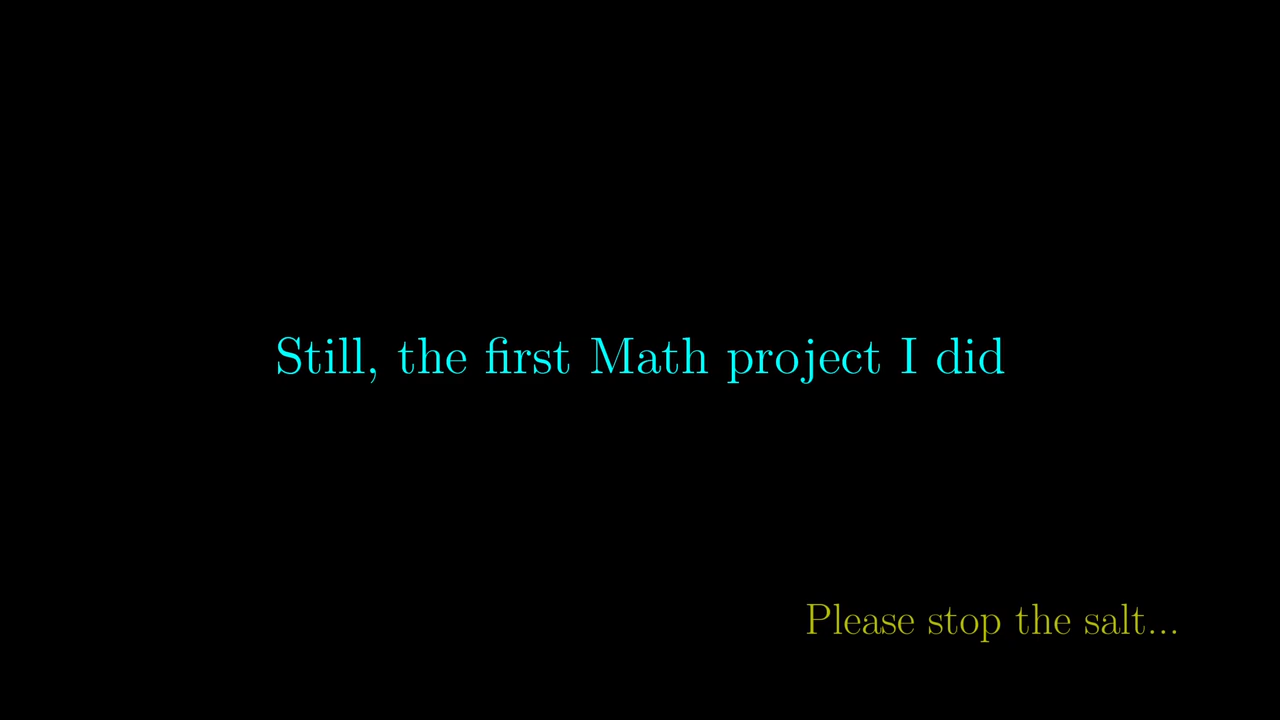 Still, the first Math project I did
Please stop the salt...